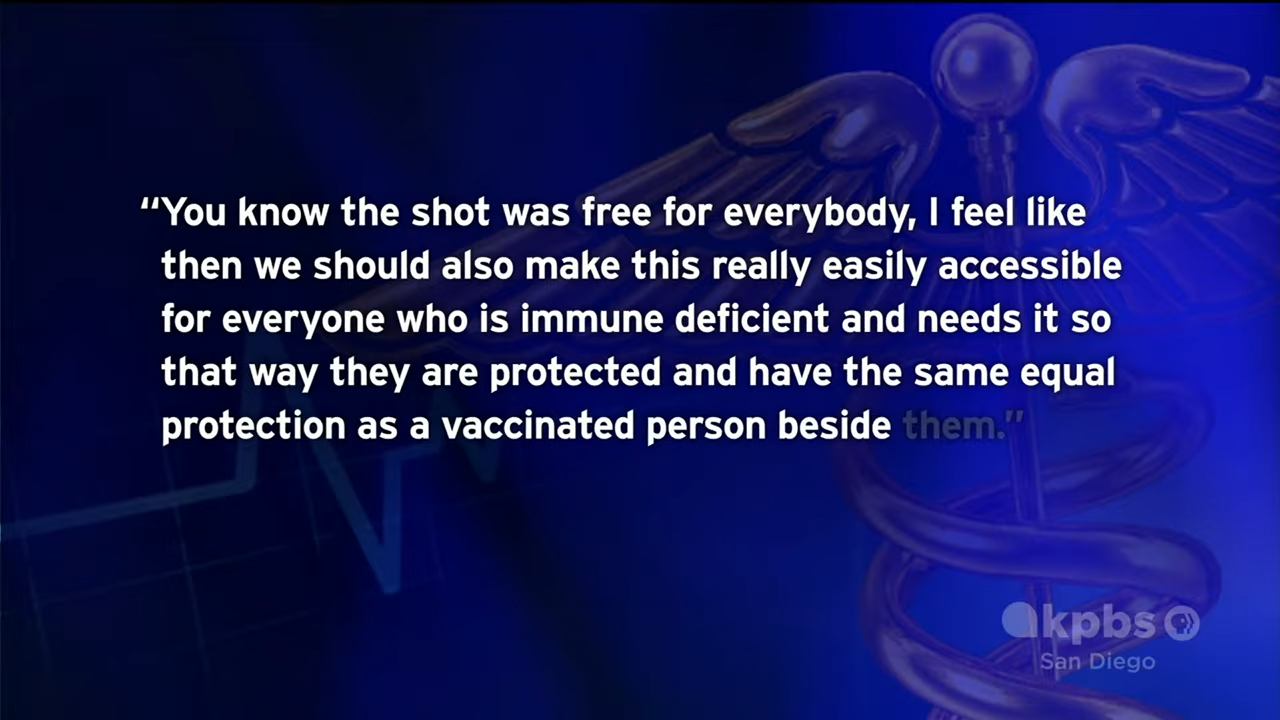 “You know the shot was free for everybody, I feel like
then we should also make this really easily accessible
for everyone who is immune deficient and needs it so
that way they are protected and have the same equal
protection as a vaccinated person beside them.”
kpbs
San Diego